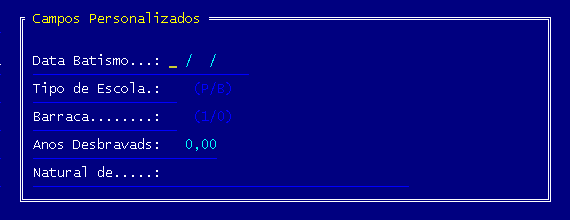 Campos Personalizados
Data Batismo...: _ /  /
Tipo de Escola.: (P/E)
Barraca........: (1/0)
Anos Desbravads: 0,00
Natural de.....: